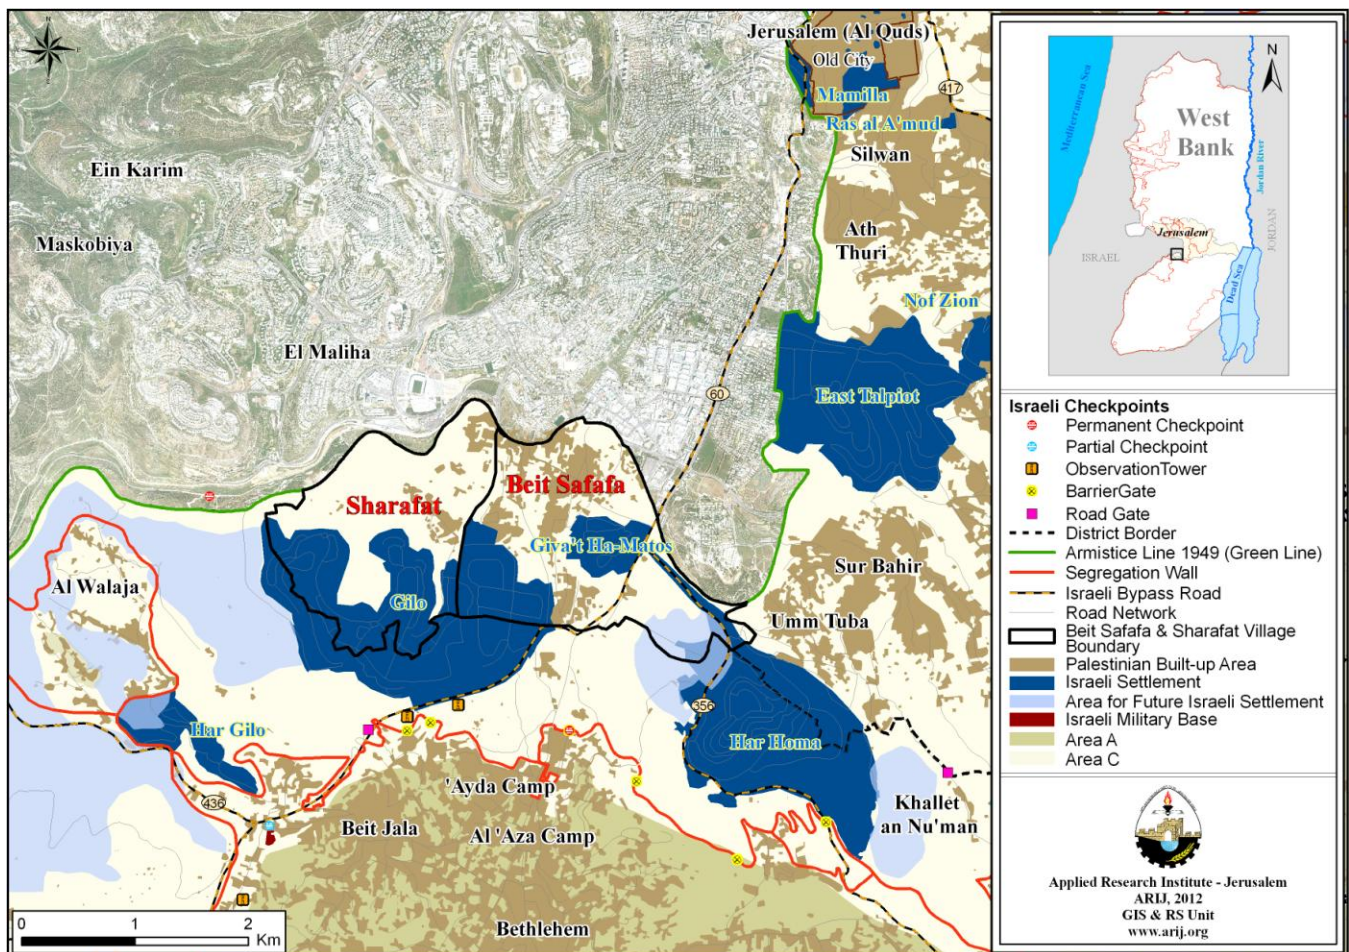 N
Jerusalem (Al Quds)
Old City
417
Mamilla
Ras al A'mud
Silwan
Ein Karim
Maskobiya
Ath
Thuri
Nof Zion
El Maliha
60
East Talpiot
Sharafat
Beit Safafa
Giva't Ha-Matos
Al Walaja
Gilo
Sur Bahir
Umm Tuba
Har Gilo
356
Har Homa
436
'Ayda Camp
Beit Jala
Al 'Aza Camp
Khallet
an Nu'man
Bethlehem
0 1 2
Km
N
Mediterranean Sea
West
Bank
Jordan River
Jerusalem
ISRAEL
JORDAN
Dead Sea
Israeli Checkpoints
Permanent Checkpoint
Partial Checkpoint
ObservationTower
BarrierGate
Road Gate
District Border
Armistice Line 1949 (Green Line)
Segregation Wall
Israeli Bypass Road
Road Network
Beit Safafa & Sharafat Village
Boundary
Palestinian Built-up Area
Israeli Settlement
Area for Future Israeli Settlement
Israeli Military Base
Area A
Area C
Applied Research Institute - Jerusalem
ARIJ, 2012
GIS & RS Unit
www.arij.org